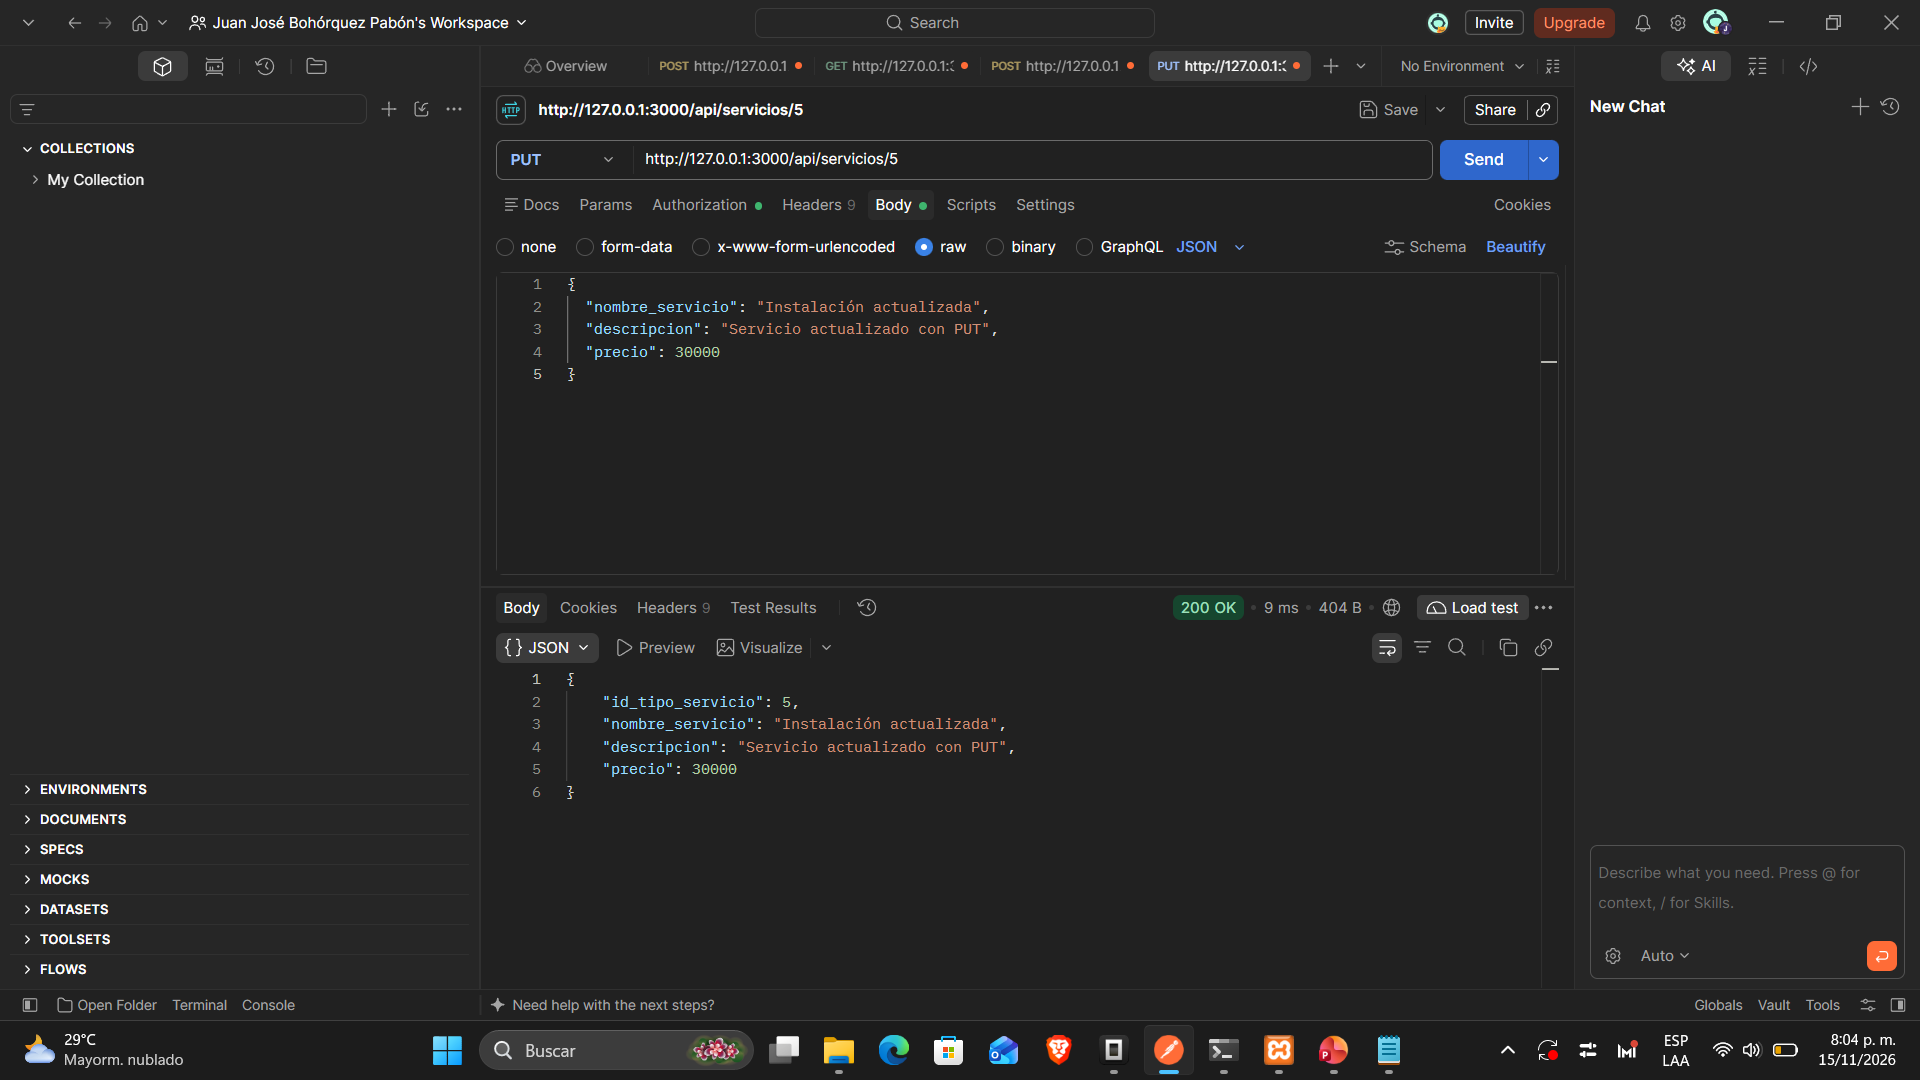 Juan José Bohórquez Pabón's Workspace
Search
Invite
Upgrade
Overview
POST http://127.0.0.1
GET http://127.0.0.1:
POST http://127.0.0.1
PUT http://127.0.0.1:
No Environment
AI
HTTP
http://127.0.0.1:3000/api/servicios/5
Save
Share
New Chat
COLLECTIONS
My Collection
PUT
http://127.0.0.1:3000/api/servicios/5
Send
Docs
Params
Authorization
Headers 9
Body
Scripts
Settings
Cookies
none
form-data
x-www-form-urlencoded
raw
binary
GraphQL
JSON
Schema
Beautify
1 {
2 "nombre_servicio": "Instalación actualizada",
3 "descripcion": "Servicio actualizado con PUT",
4 "precio": 30000
5 }
Body
Cookies
Headers 9
Test Results
200 OK
9 ms
404 B
Load test
{} JSON
Preview
Visualize
1 {
2 "id_tipo_servicio": 5,
3 "nombre_servicio": "Instalación actualizada",
4 "descripcion": "Servicio actualizado con PUT",
5 "precio": 30000
6 }
ENVIRONMENTS
DOCUMENTS
SPECS
MOCKS
DATASETS
TOOLSETS
FLOWS
Describe what you need. Press @ for
context, / for Skills.
Auto
Open Folder
Terminal
Console
Need help with the next steps?
Globals
Vault
Tools
29°C
Mayorm. nublado
Buscar
ESP
LAA
8:04 p. m.
15/11/2026